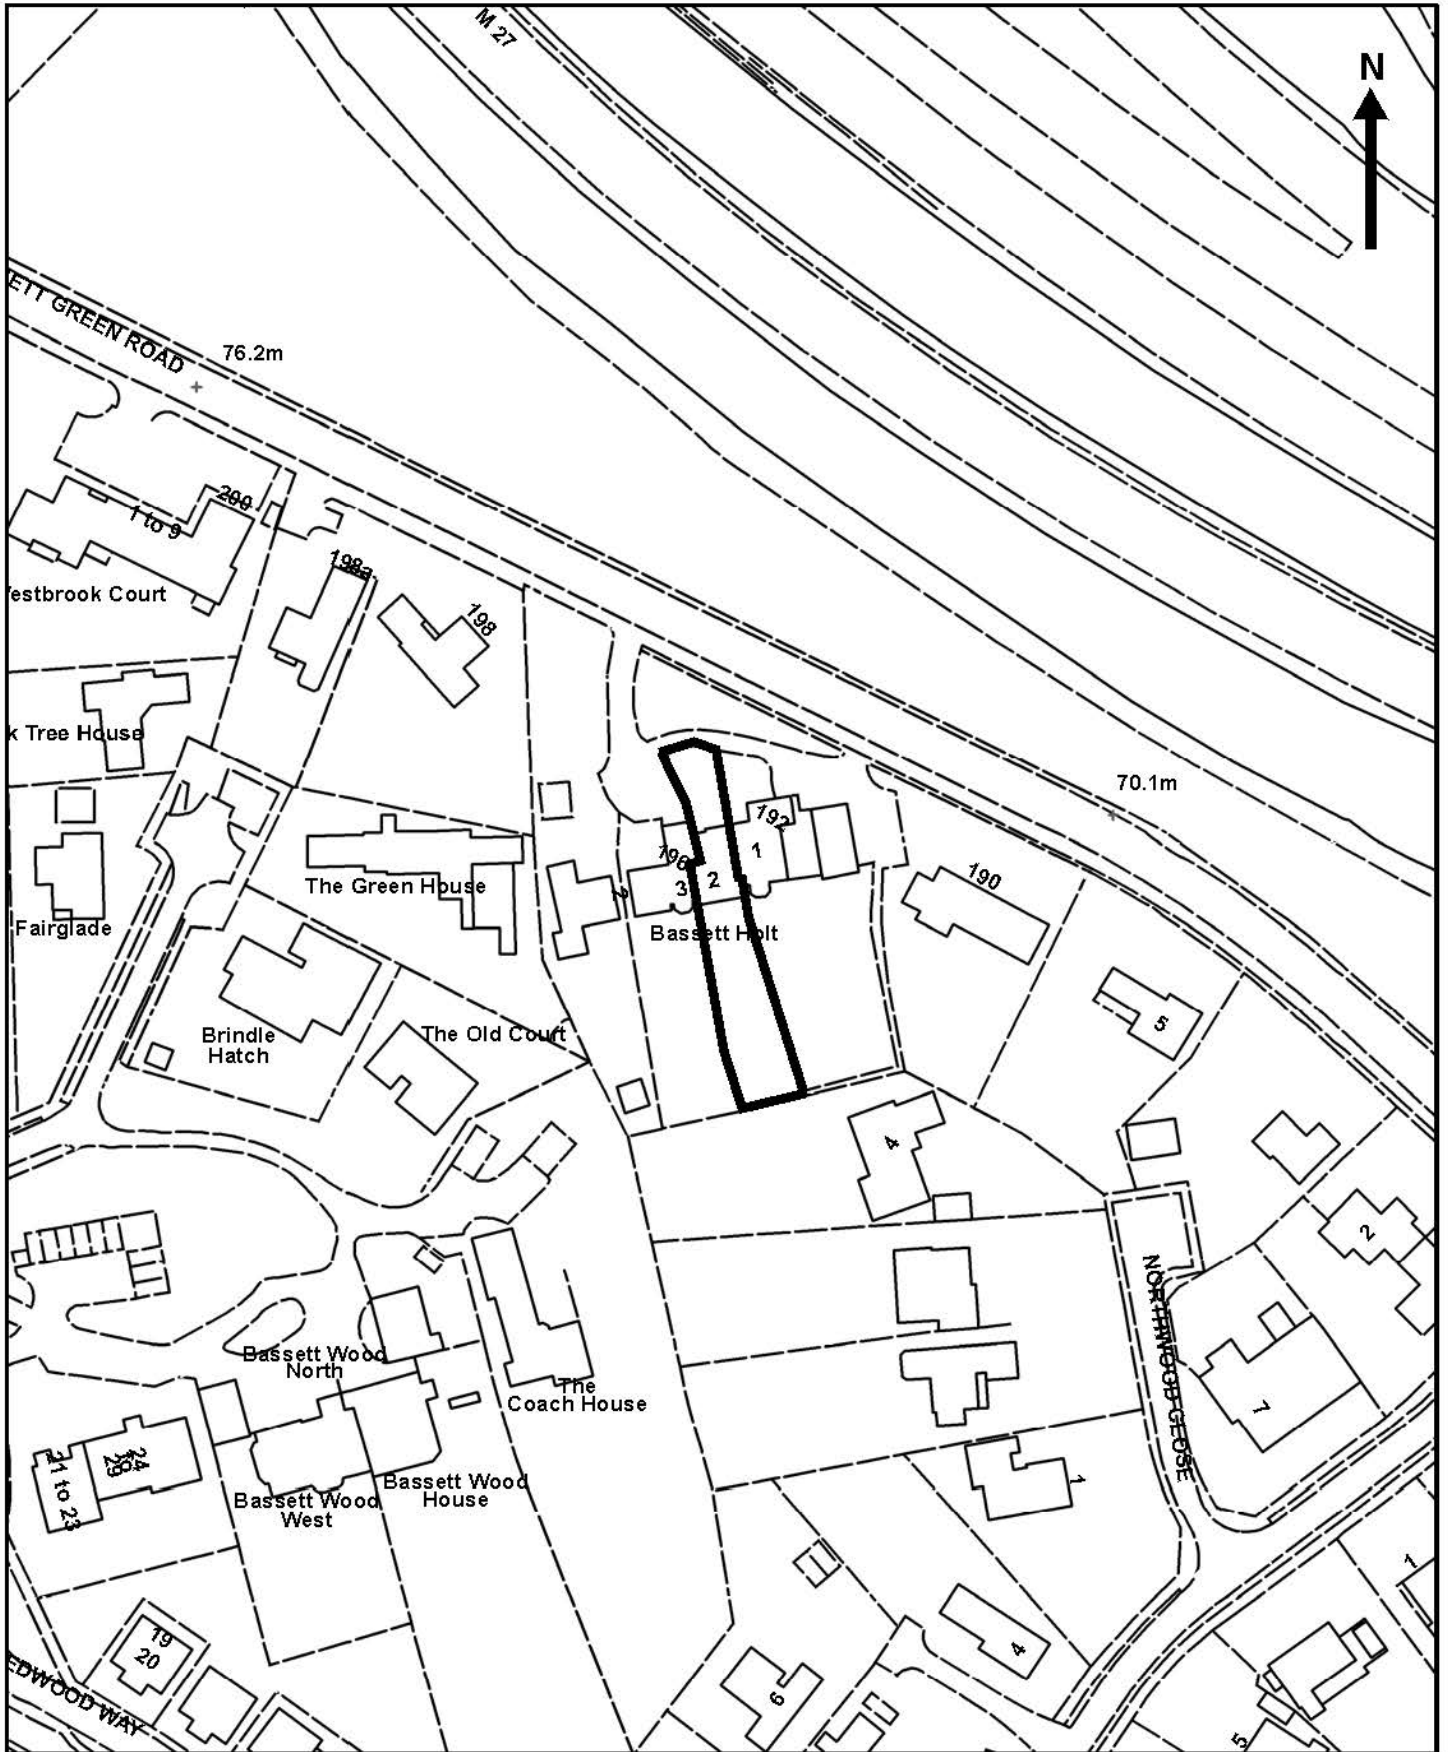 M 27
N
ETT GREEN ROAD
76.2m
200
1 to 9
estbrook Court
198a
198
k Tree House
70.1m
192
196
1
2
3
2
The Green House
190
Fairglade
Bassett Holt
Brindle
Hatch
The Old Court
5
4
2
NORTHWOOD CLOSE
Bassett Wood
North
The
Coach House
7
24
29
21 to 23
Bassett Wood
House
Bassett Wood
West
1
1
19
20
4
EDWOOD WAY
6
5